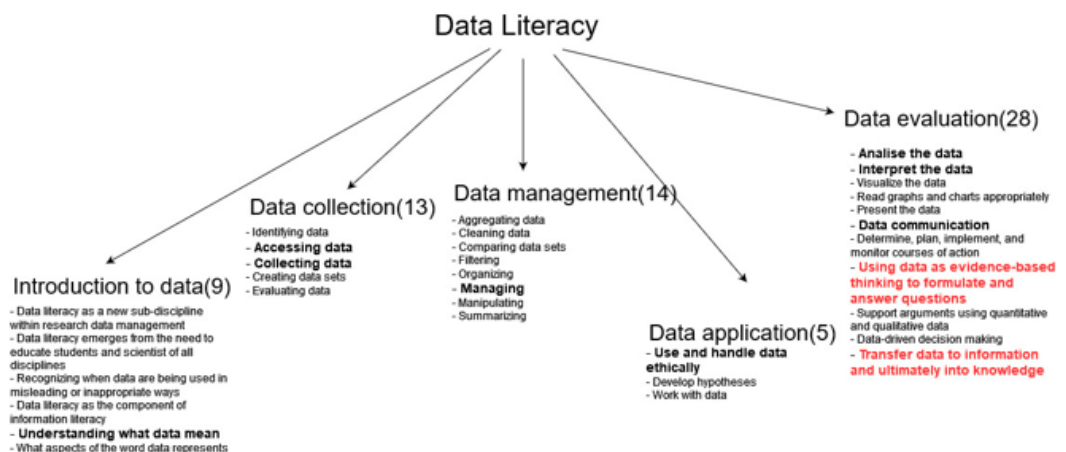 Data Literacy
Introduction to data(9)
- Data literacy as a new sub-discipline
within research data management
- Data literacy emerges from the need to
educate students and scientist of all
disciplines
- Recognizing when data are being used in
misleading or inappropriate ways
- Data literacy as the component of
information literacy
- Understanding what data mean
- What aspects of the word data represents
Data collection(13)
- Identifying data
- Accessing data
- Collecting data
- Creating data sets
- Evaluating data
Data management(14)
- Aggregating data
- Cleaning data
- Comparing data sets
- Filtering
- Organizing
- Managing
- Manipulating
- Summarizing
Data application(5)
- Use and handle data
ethically
- Develop hypotheses
- Work with data
Data evaluation(28)
- Analise the data
- Interpret the data
- Visualize the data
- Read graphs and charts appropriately
- Present the data
- Data communication
- Determine, plan, implement, and
monitor courses of action
- Using data as evidence-based
thinking to formulate and
answer questions
- Support arguments using quantitative
and qualitative data
- Data-driven decision making
- Transfer data to information
and ultimately into knowledge